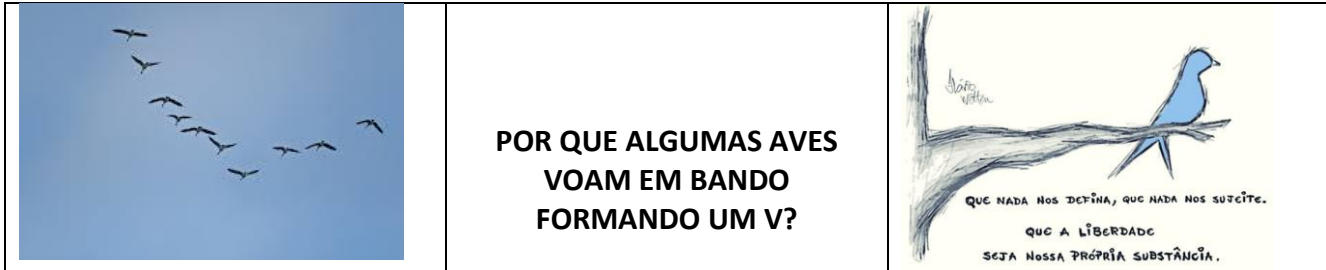 POR QUE ALGUMAS AVES
VOAM EM BANDO
FORMANDO UM V?
QUE NADA NOS DEFINA, QUE NADA NOS SUJEITE.
QUE A LIBERDADE
SEJA NOSSA PRÓPRIA SUBSTÂNCIA.